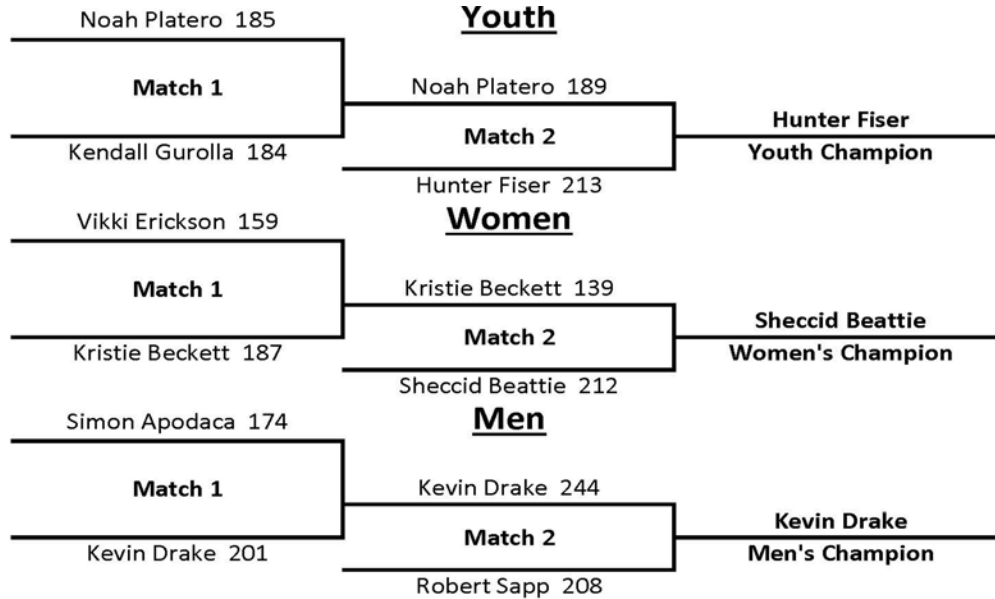 Youth
Noah Platero 185
Match 1
Kendall Gurolla 184
Noah Platero 189
Match 2
Hunter Fiser 213
Hunter Fiser
Youth Champion
Women
Vikki Erickson 159
Match 1
Kristie Beckett 187
Kristie Beckett 139
Match 2
Sheccid Beattie 212
Sheccid Beattie
Women's Champion
Men
Simon Apodaca 174
Match 1
Kevin Drake 201
Kevin Drake 244
Match 2
Robert Sapp 208
Kevin Drake
Men's Champion